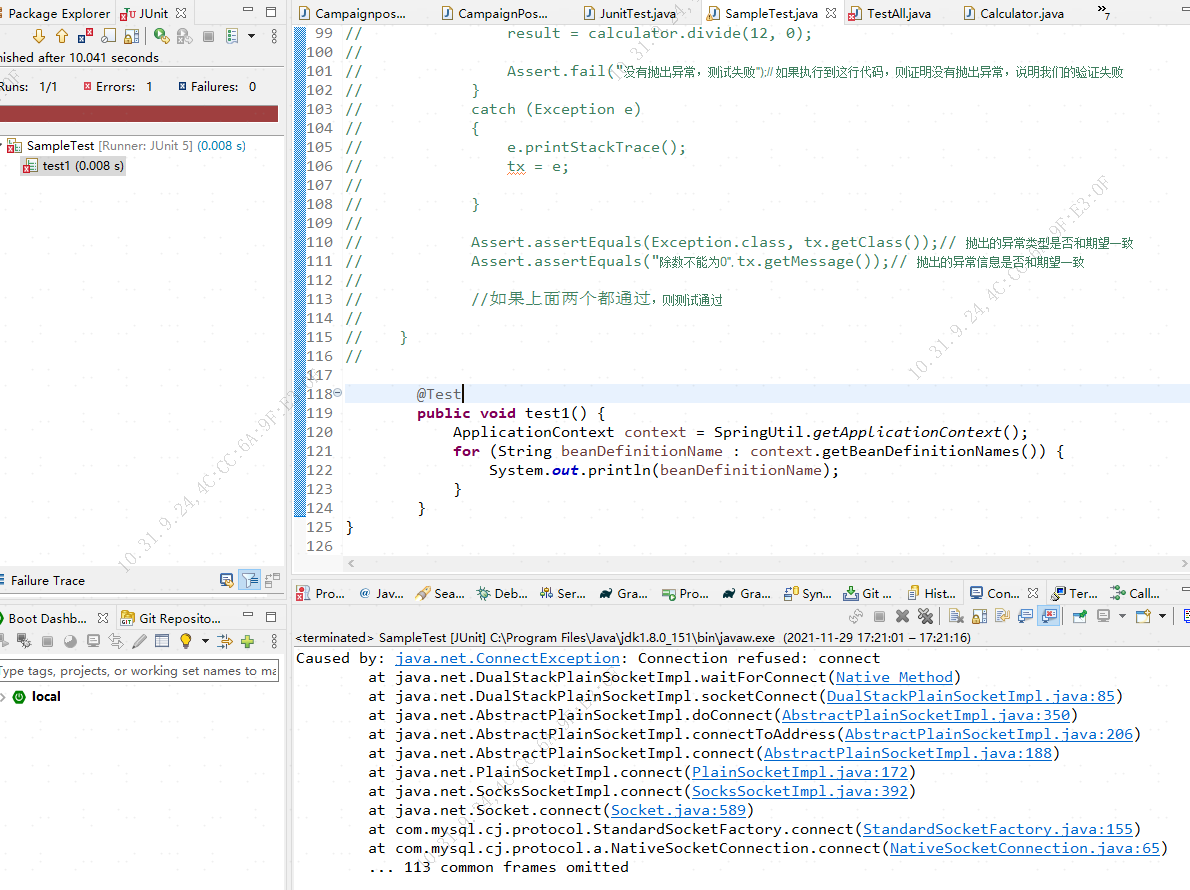 Package Explorer
JUnit
Finished after 10.041 seconds
Runs: 1/1
Errors: 1
Failures: 0
SampleTest [Runner: JUnit 5] (0.008 s)
test1 (0.008 s)
Failure Trace
Boot Dashb...
Git Reposito...
Type tags, projects, or working set names to ma
local
Campaignpos...
CampaignPos...
JunitTest.java
SampleTest.java
TestAll.java
Calculator.java
»7
99 // result = calculator.divide(12, 0);
100 //
101 // Assert.fail("没有抛出异常，测试失败");// 如果执行到这行代码，则证明没有抛出异常，说明我们的验证失败
102 // }
103 // catch (Exception e)
104 // {
105 // e.printStackTrace();
106 // tx = e;
107 //
108 // }
109 //
110 // Assert.assertEquals(Exception.class, tx.getClass());// 抛出的异常类型是否和期望一致
111 // Assert.assertEquals("除数不能为0",tx.getMessage());// 抛出的异常信息是否和期望一致
112 //
113 // //如果上面两个都通过，则测试通过
114 //
115 // }
116 //
117
118 @Test
119 public void test1() {
120 ApplicationContext context = SpringUtil.getApplicationContext();
121 for (String beanDefinitionName : context.getBeanDefinitionNames()) {
122 System.out.println(beanDefinitionName);
123 }
124 }
125 }
126
Pro...
Jav...
Sea...
Deb...
Ser...
Gra...
Pro...
Gra...
Syn...
Git ...
Hist...
Con...
Ter...
Call...
<terminated> SampleTest [JUnit] C:\Program Files\Java\jdk1.8.0_151\bin\javaw.exe (2021-11-29 17:21:01 – 17:21:16)
Caused by: java.net.ConnectException: Connection refused: connect
at java.net.DualStackPlainSocketImpl.waitForConnect(Native Method)
at java.net.DualStackPlainSocketImpl.socketConnect(DualStackPlainSocketImpl.java:85)
at java.net.AbstractPlainSocketImpl.doConnect(AbstractPlainSocketImpl.java:350)
at java.net.AbstractPlainSocketImpl.connectToAddress(AbstractPlainSocketImpl.java:206)
at java.net.AbstractPlainSocketImpl.connect(AbstractPlainSocketImpl.java:188)
at java.net.PlainSocketImpl.connect(PlainSocketImpl.java:172)
at java.net.SocksSocketImpl.connect(SocksSocketImpl.java:392)
at java.net.Socket.connect(Socket.java:589)
at com.mysql.cj.protocol.StandardSocketFactory.connect(StandardSocketFactory.java:155)
at com.mysql.cj.protocol.a.NativeSocketConnection.connect(NativeSocketConnection.java:65)
... 113 common frames omitted
10.31.9.24,4C:CC:6A:9F:E3:0F